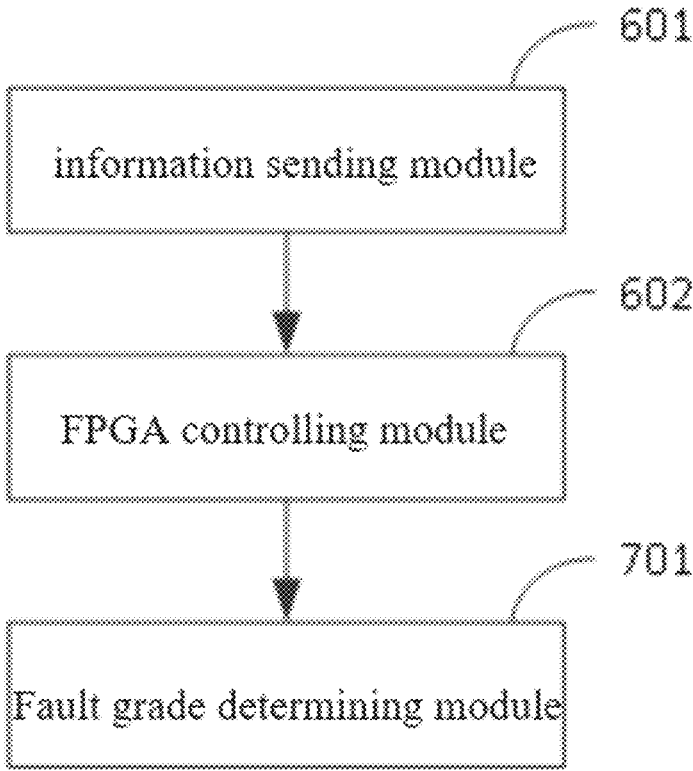 601
information sending module
602
FPGA controlling module
701
Fault grade determining module